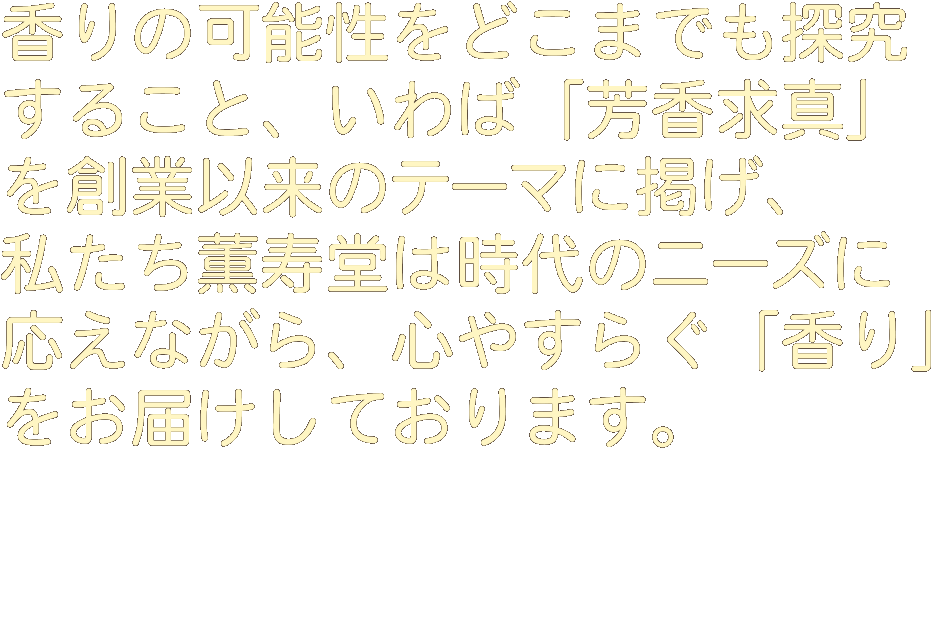 香りの可能性をどこまでも探究
すること、いわば「芳香求真」
を創業以来のテーマに掲げ、
私たち薫寿堂は時代のニーズに
応えながら、心やすらぐ「香り」
をお届けしております。